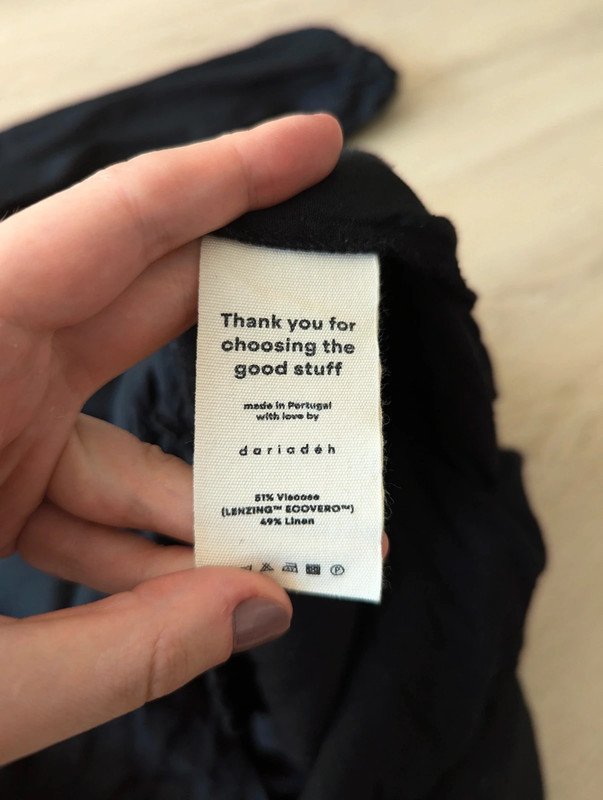 Thank you for
choosing the
good stuff
made in Portugal
with love by
dariadéh
51% Viscose
(LENZING™ ECOVERO™)
49% Linen
P